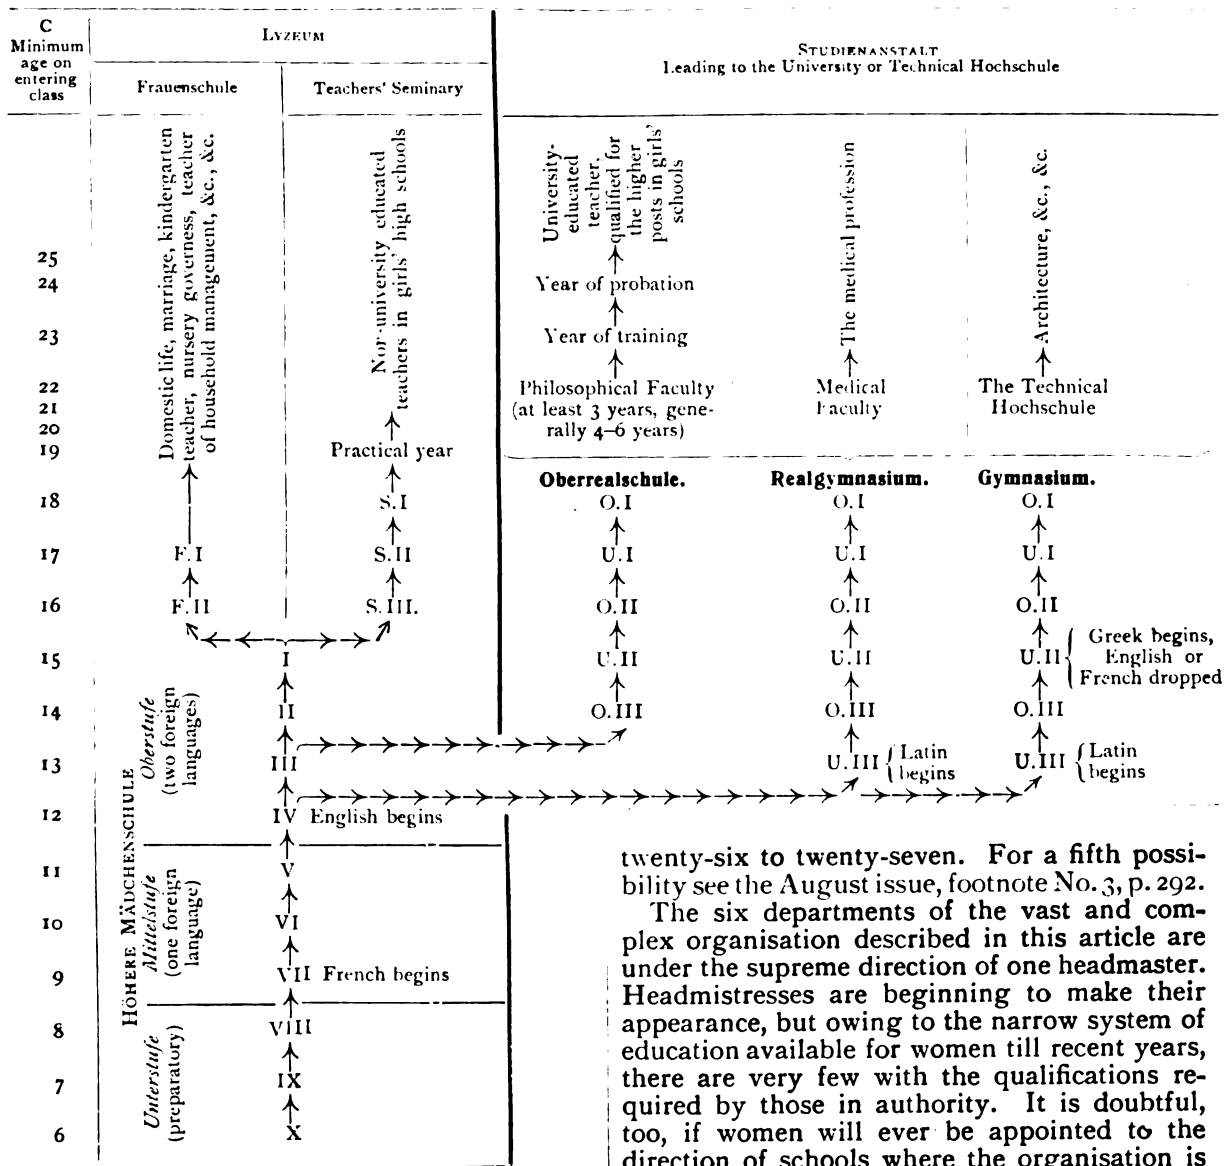 C
Minimum
age on
entering
class
LYZEUM
Frauenschule
Teachers' Seminary
STUDIENANSTALT
Leading to the University or Technical Hochschule
Domestic life, marriage, kindergarten
teacher, nursery governess, teacher
of household management, &c., &c.
Non-university educated
teachers in girls' high schools
University-
educated
teacher,
qualified for
the higher
posts in girls'
schools
The medical profession
Architecture, &c., &c.
25
24
Year of probation
23
Year of training
22
Philosophical Faculty
Medical
The Technical
21
(at least 3 years, gene-
Faculty
Hochschule
20
rally 4–6 years)
19
Practical year
Oberrealschule.
Realgymnasium.
Gymnasium.
18
S.I
O.I
O.I
O.I
17
F.I
S.II
U.I
U.I
U.I
16
F.II
S.III.
O.II
O.II
O.II
15
I
U.II
U.II
U.II
Greek begins,
English or
French dropped
14
II
O.III
O.III
O.III
13
III
U.III
Latin
begins
U.III
Latin
begins
12
IV English begins
11
V
10
VI
9
VII French begins
8
VIII
7
IX
6
X
HÖHERE MÄDCHENSCHULE
Oberstufe
(two foreign
languages)
Mittelstufe
(one foreign
language)
Unterstufe
(preparatory)
twenty-six to twenty-seven. For a fifth possi-
bility see the August issue, footnote No. 3, p. 292.
The six departments of the vast and com-
plex organisation described in this article are
under the supreme direction of one headmaster.
Headmistresses are beginning to make their
appearance, but owing to the narrow system of
education available for women till recent years,
there are very few with the qualifications re-
quired by those in authority. It is doubtful,
too, if women will ever be appointed to the
direction of schools where the organisation is